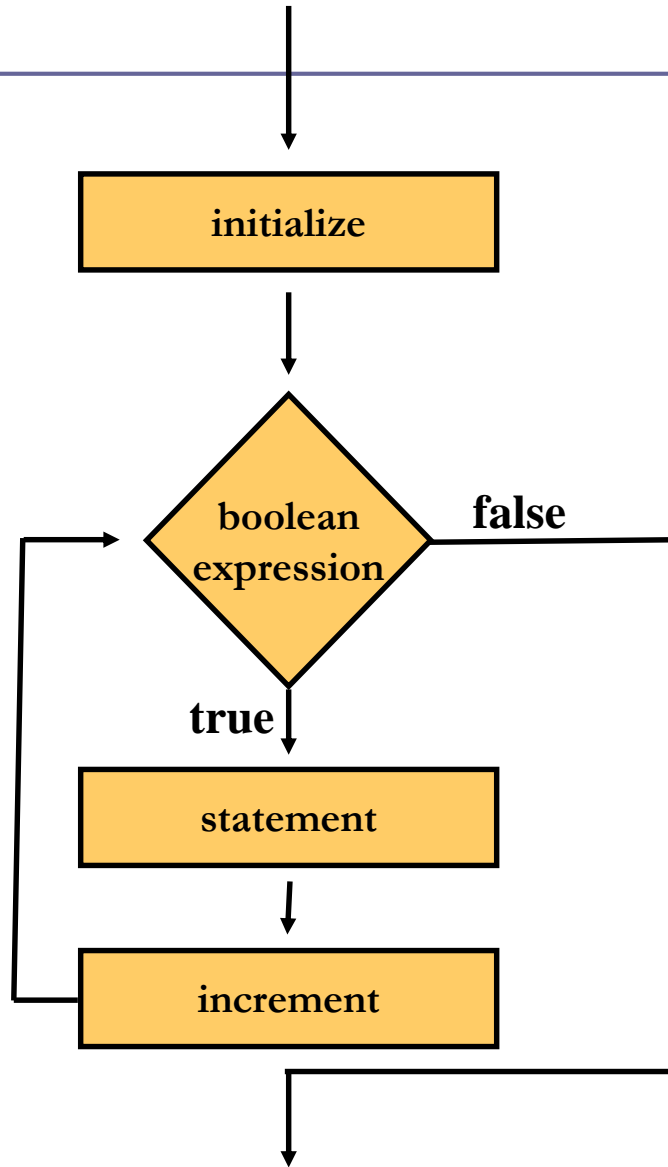 initialize
boolean
expression
false
true
statement
increment